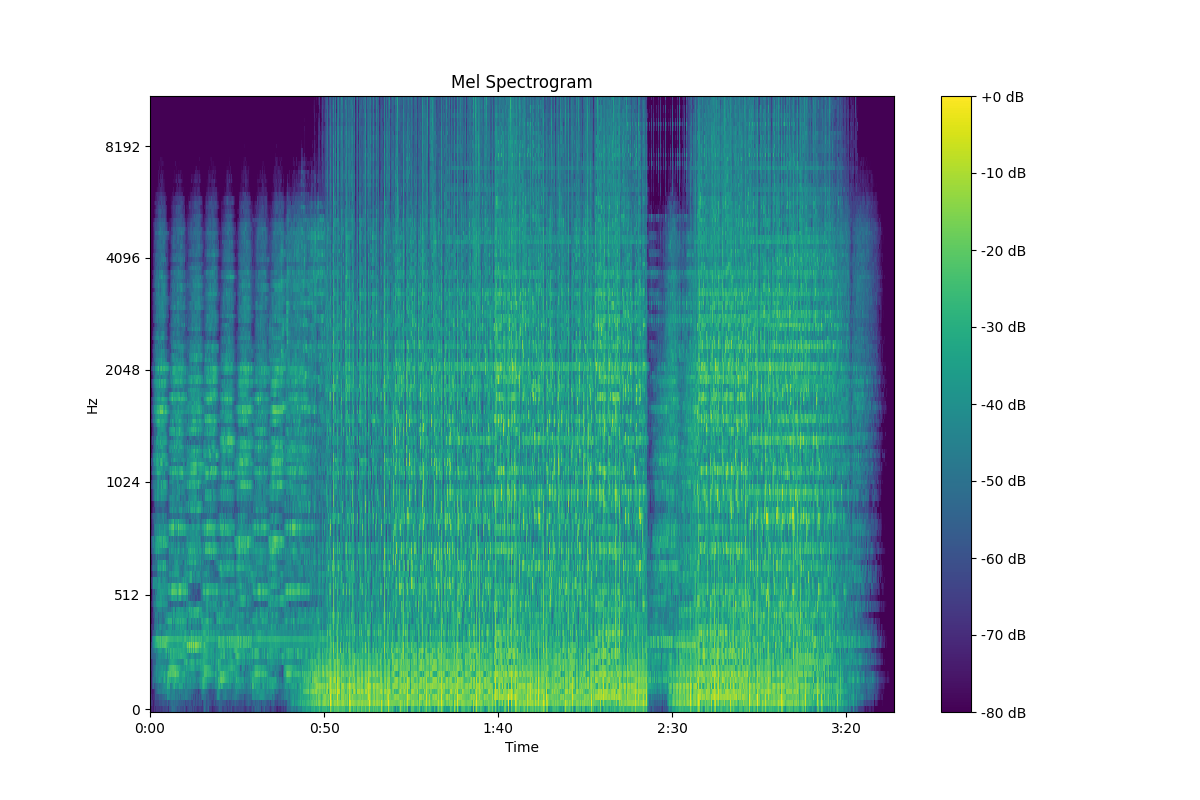 Mel Spectrogram
Hz
8192
4096
2048
1024
512
0
0:00
0:50
1:40
2:30
3:20
Time
+0 dB
-10 dB
-20 dB
-30 dB
-40 dB
-50 dB
-60 dB
-70 dB
-80 dB